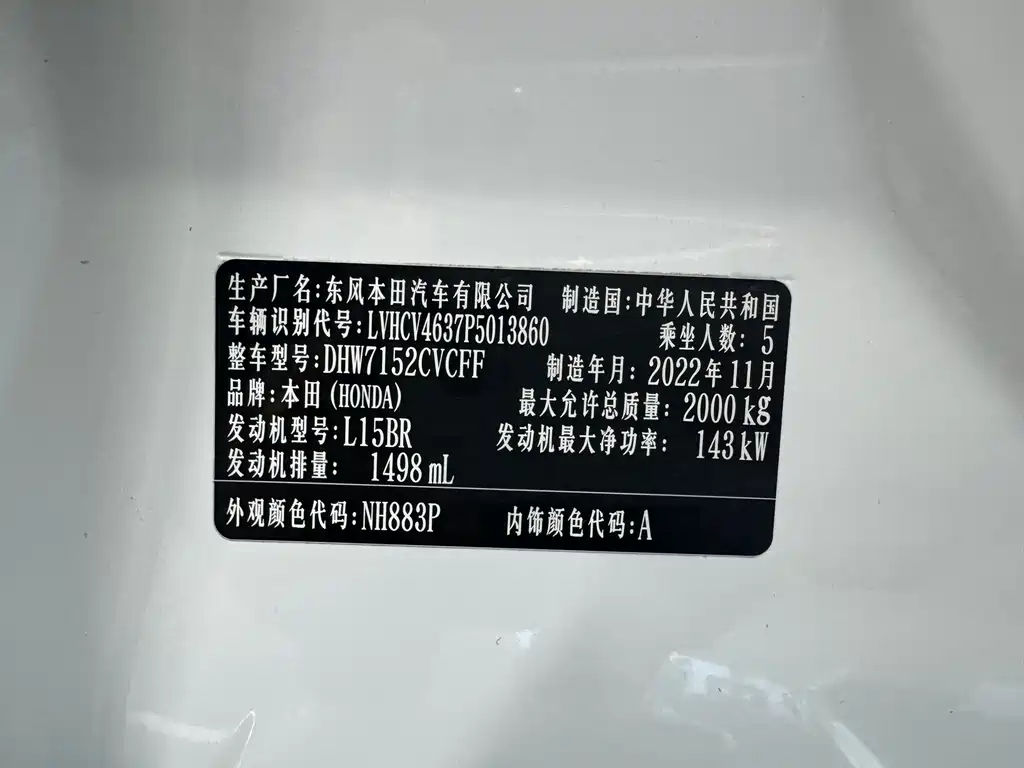 生产厂名:东风本田汽车有限公司 制造国:中华人民共和国
车辆识别代号:LVHCV4637P5013860 乘坐人数: 5
整车型号:DHW7152CVCFF 制造年月: 2022年11月
品牌:本田(HONDA) 最大允许总质量: 2000 kg
发动机型号:L15BR 发动机最大净功率: 143 kW
发动机排量: 1498 mL
外观颜色代码:NH883P 内饰颜色代码:A